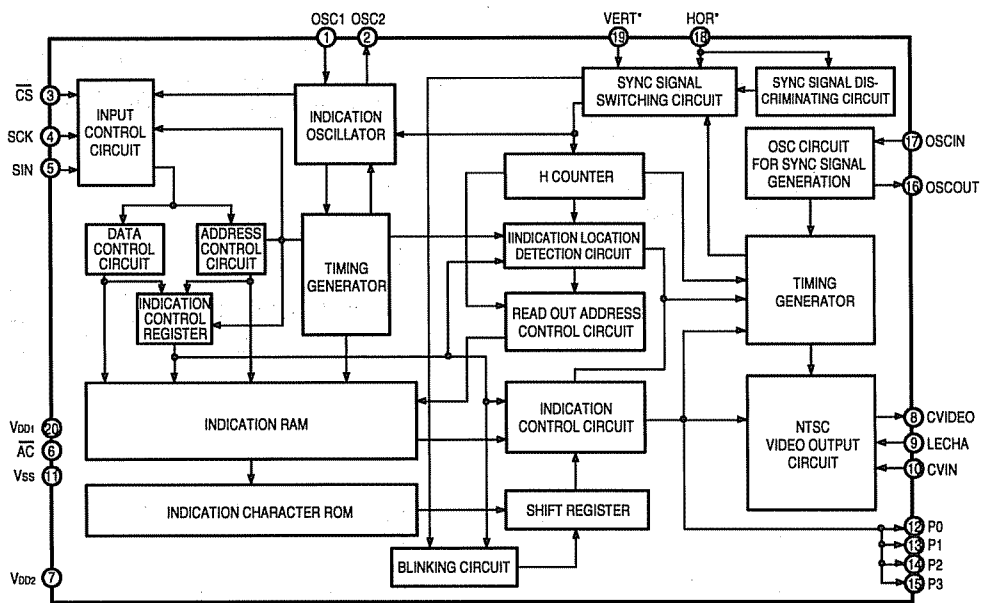 OSC1 OSC2
1 2
VERT* HOR*
19 18
CS 3
SCK 4
SIN 5
INPUT
CONTROL
CIRCUIT
INDICATION
OSCILLATOR
SYNC SIGNAL
SWITCHING CIRCUIT
SYNC SIGNAL DIS-
CRIMINATING CIRCUIT
OSC CIRCUIT
FOR SYNC SIGNAL
GENERATION
17 OSCIN
16 OSCOUT
H COUNTER
DATA
CONTROL
CIRCUIT
ADDRESS
CONTROL
CIRCUIT
TIMING
GENERATOR
IINDICATION LOCATION
DETECTION CIRCUIT
TIMING
GENERATOR
INDICATION
CONTROL
REGISTER
READ OUT ADDRESS
CONTROL CIRCUIT
VDD1 20
AC 6
VSS 11
INDICATION RAM
INDICATION
CONTROL
CIRCUIT
NTSC
VIDEO OUTPUT
CIRCUIT
8 CVIDEO
9 LECHA
10 CVIN
INDICATION CHARACTER ROM
SHIFT REGISTER
12 P0
13 P1
14 P2
15 P3
VDD2 7
BLINKING CIRCUIT